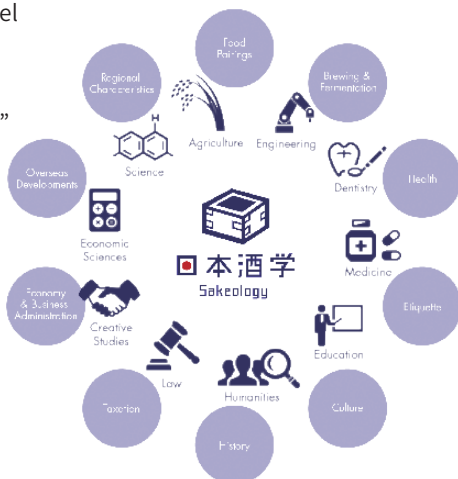 el
”
Food
Pairings
Regional
Characteristics
Brewing &
Fermentation
Agriculture
Engineering
Science
Dentistry
Overseas
Developments
Health
Economic
Sciences
Medicine
日本酒学
Sakeology
Economy
& Business
Administration
Etiquette
Creative
Studies
Education
Law
Humanities
Taxation
Culture
History